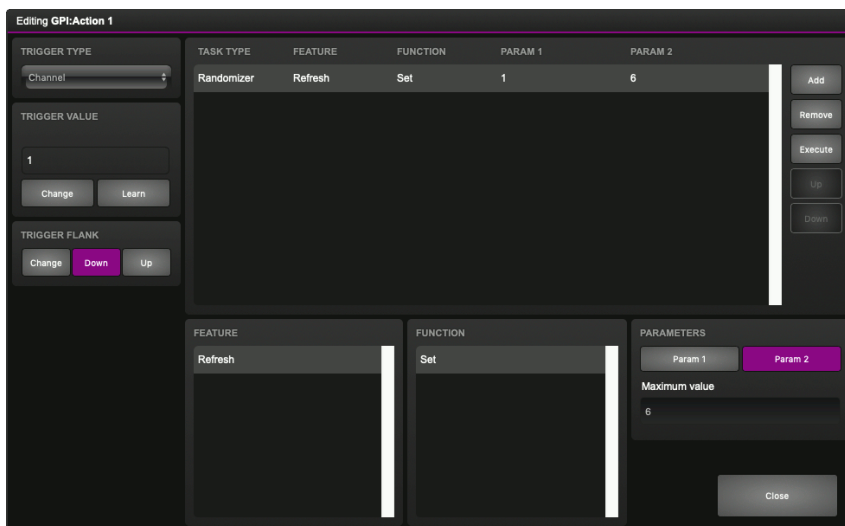 Editing GPI:Action 1
TRIGGER TYPE
Channel
TRIGGER VALUE
1
Change Learn
TRIGGER FLANK
Change Down Up
TASK TYPE FEATURE FUNCTION PARAM 1 PARAM 2
Randomizer Refresh Set 1 6
Add
Remove
Execute
Up
Down
FEATURE
Refresh
FUNCTION
Set
PARAMETERS
Param 1 Param 2
Maximum value
6
Close